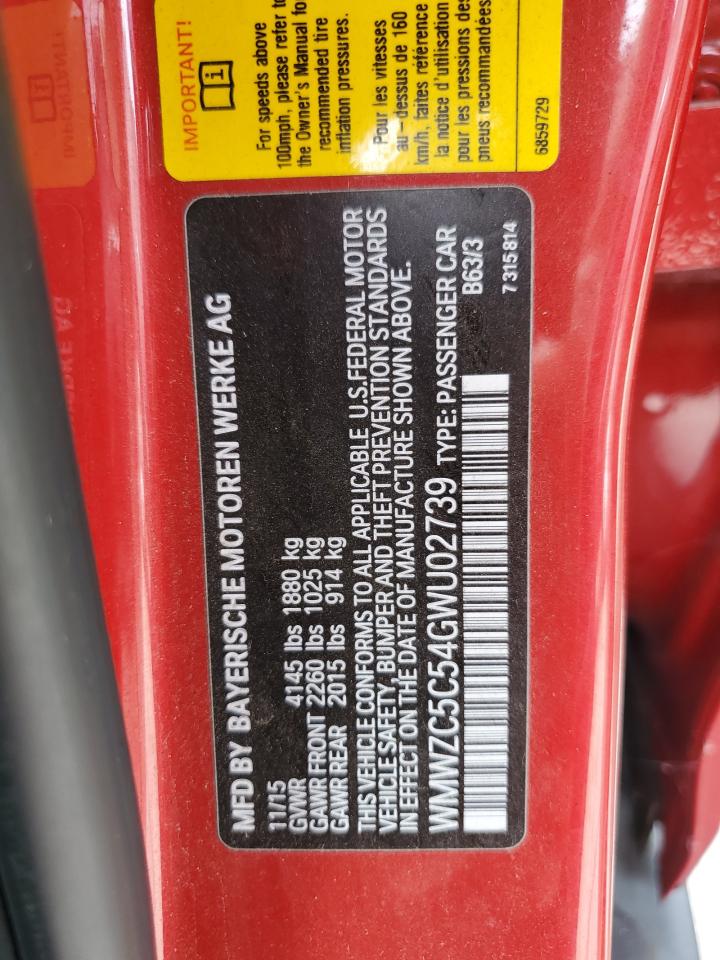 IMPORTANT!
For speeds above
100mph, please refer to
the Owner's Manual for
recommended tire
inflation pressures.
Pour les vitesses
au - dessus de 160
km/h, faites référence
la notice d'utilisation
pour les pressions des
pneus recommandées
6859729
MFD BY BAYERISCHE MOTOREN WERKE AG
11/15
GVWR 4145 lbs 1880 kg
GAWR FRONT 2260 lbs 1025 kg
GAWR REAR 2015 lbs 914 kg
THIS VEHICLE CONFORMS TO ALL APPLICABLE U.S.FEDERAL MOTOR
VEHICLE SAFETY, BUMPER AND THEFT PREVENTION STANDARDS
IN EFFECT ON THE DATE OF MANUFACTURE SHOWN ABOVE.
WMWZC5C54GWU02739 TYPE: PASSENGER CAR
B63/3
7 315 814